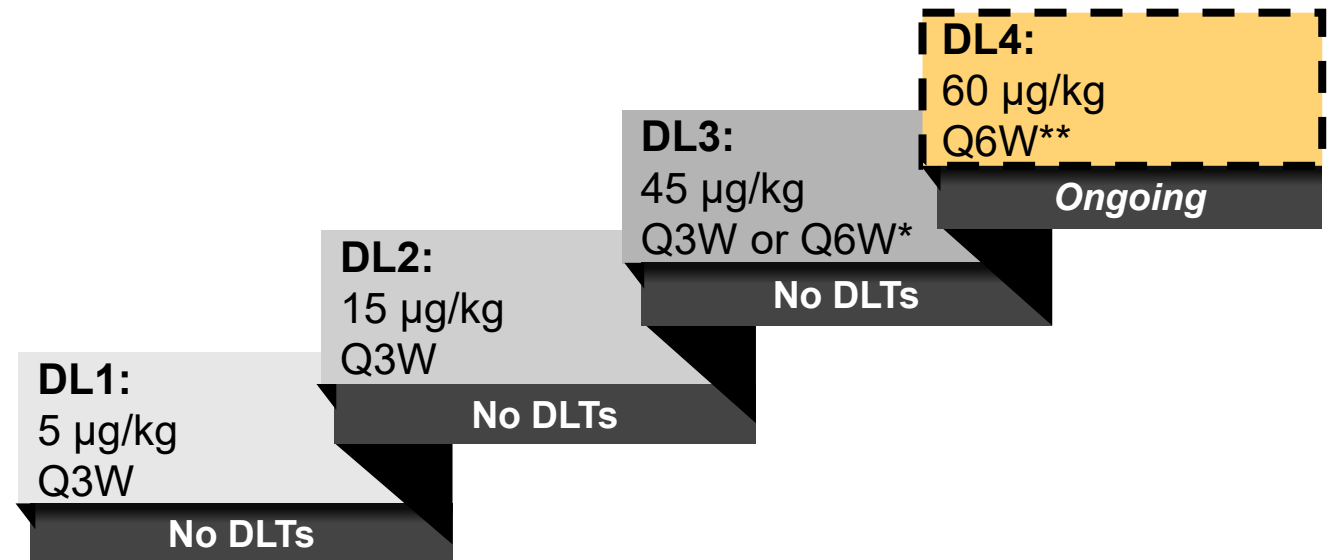 DL4:
60 µg/kg
Q6W**
Ongoing
DL3:
45 µg/kg
Q3W or Q6W*
No DLTs
DL2:
15 µg/kg
Q3W
No DLTs
DL1:
5 µg/kg
Q3W
No DLTs